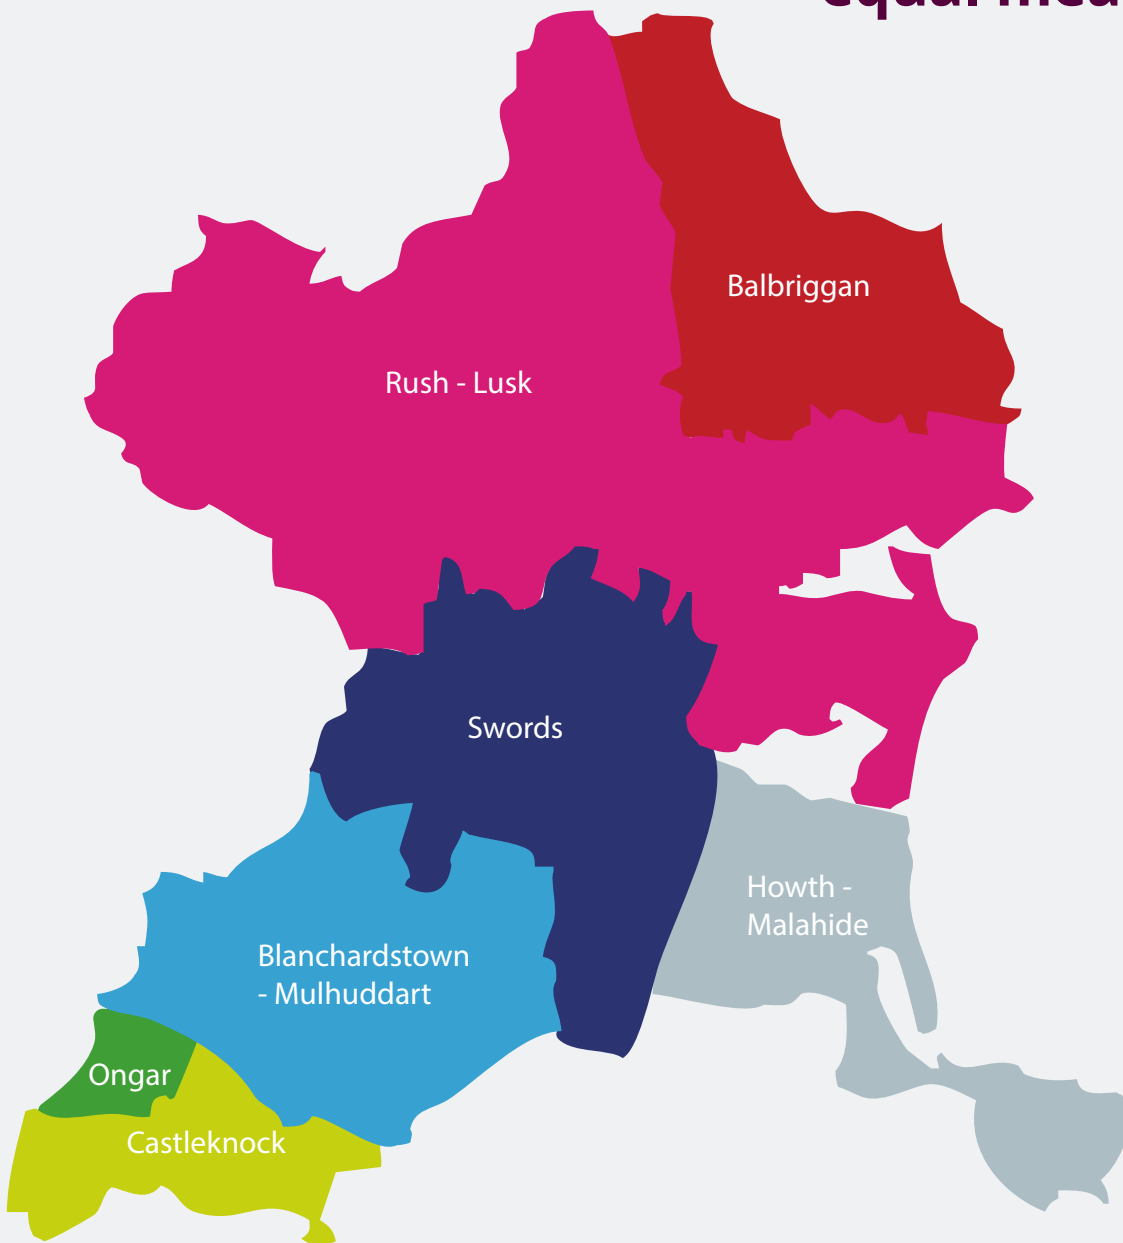 Balbriggan
Rush - Lusk
Swords
Howth -
Malahide
Blanchardstown
- Mulhuddart
Ongar
Castleknock